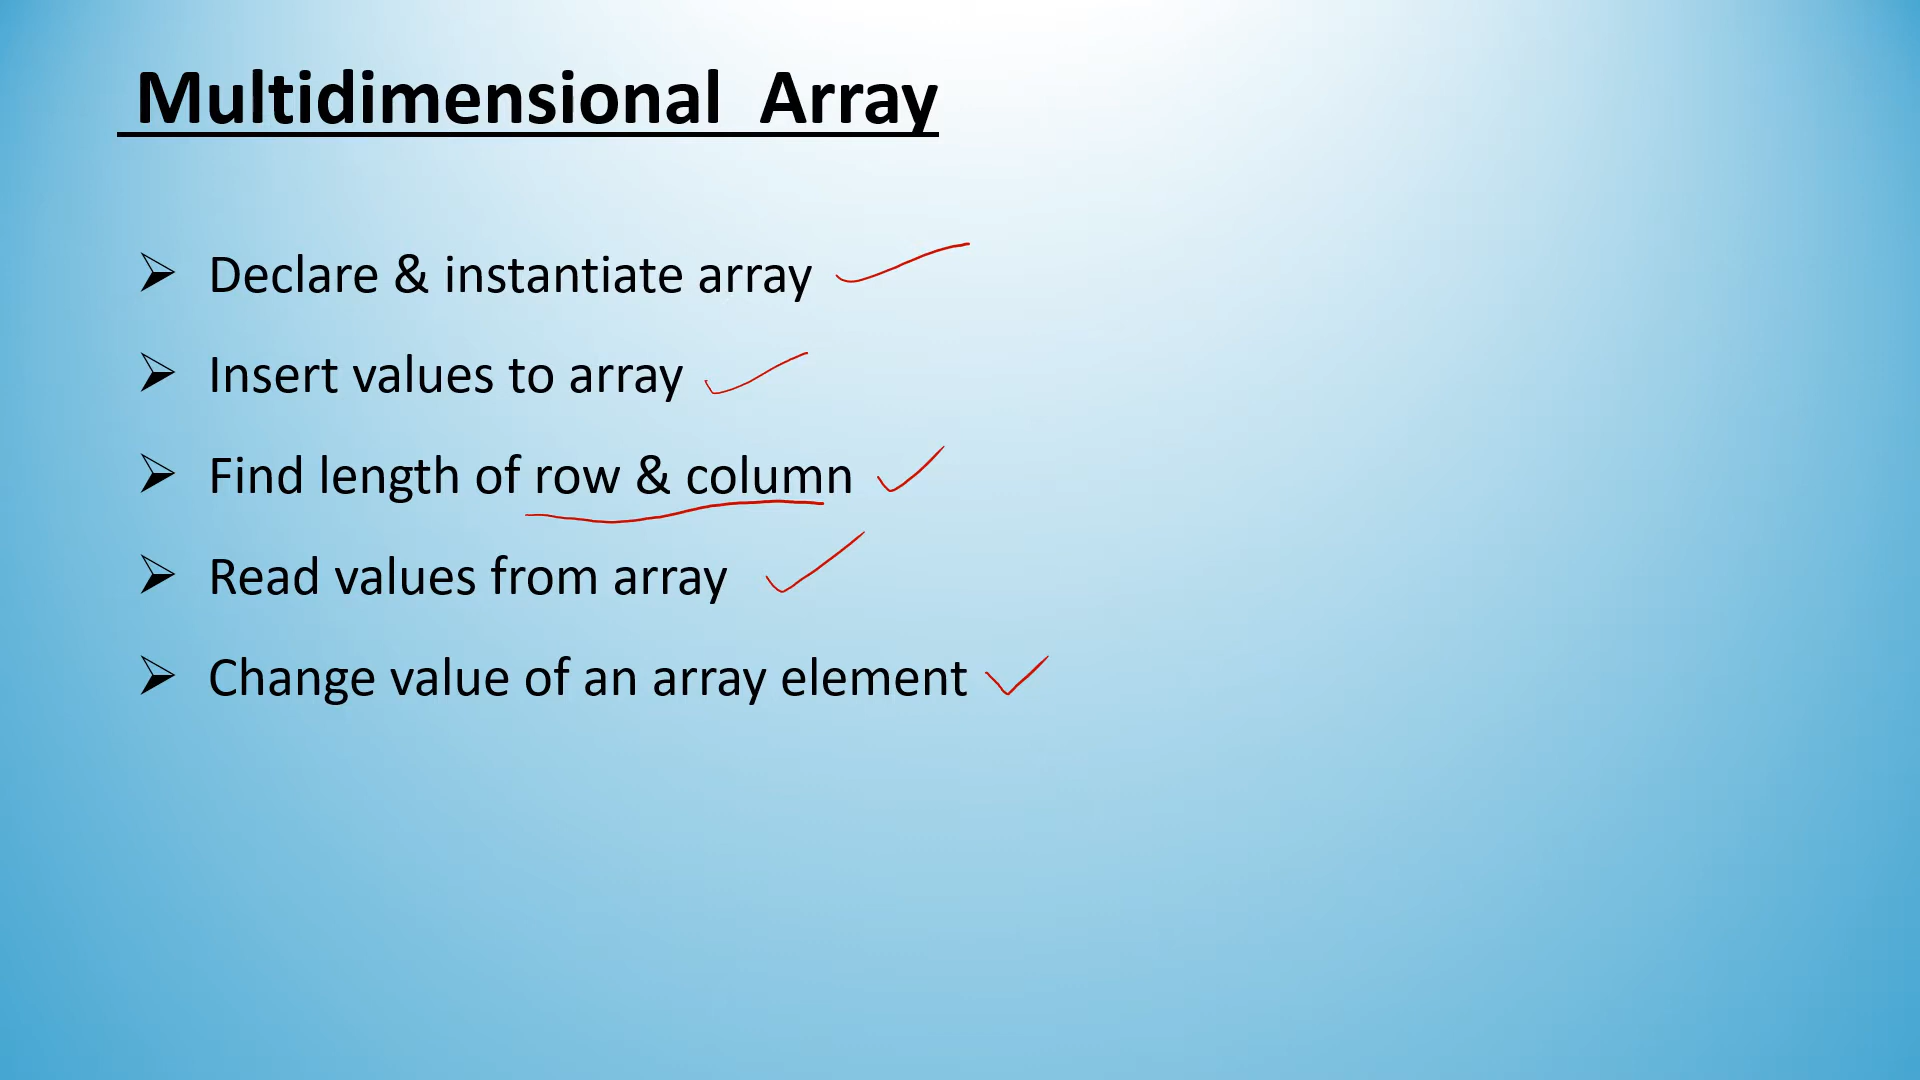 Multidimensional Array
Declare & instantiate array
Insert values to array
Find length of row & column
Read values from array
Change value of an array element